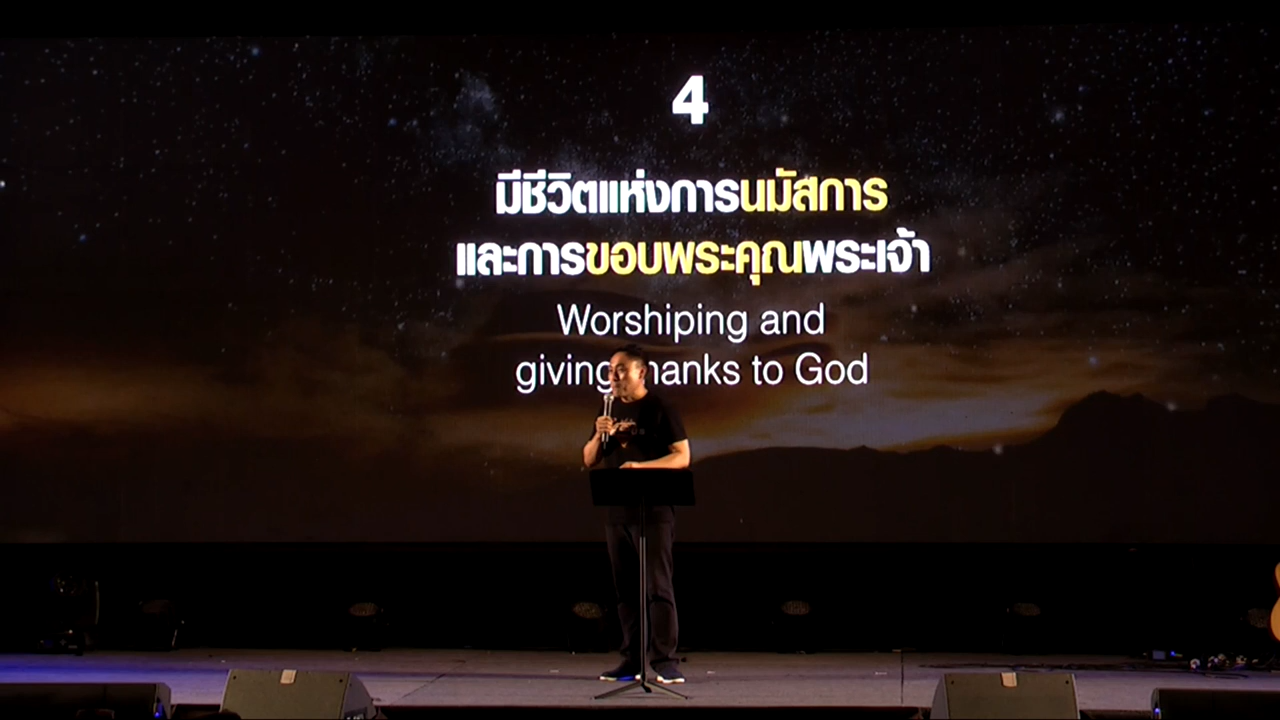 4
มีชีวิตแห่งการนมัสการ
และการขอบพระคุณพระเจ้า
Worshiping and
giving thanks to God